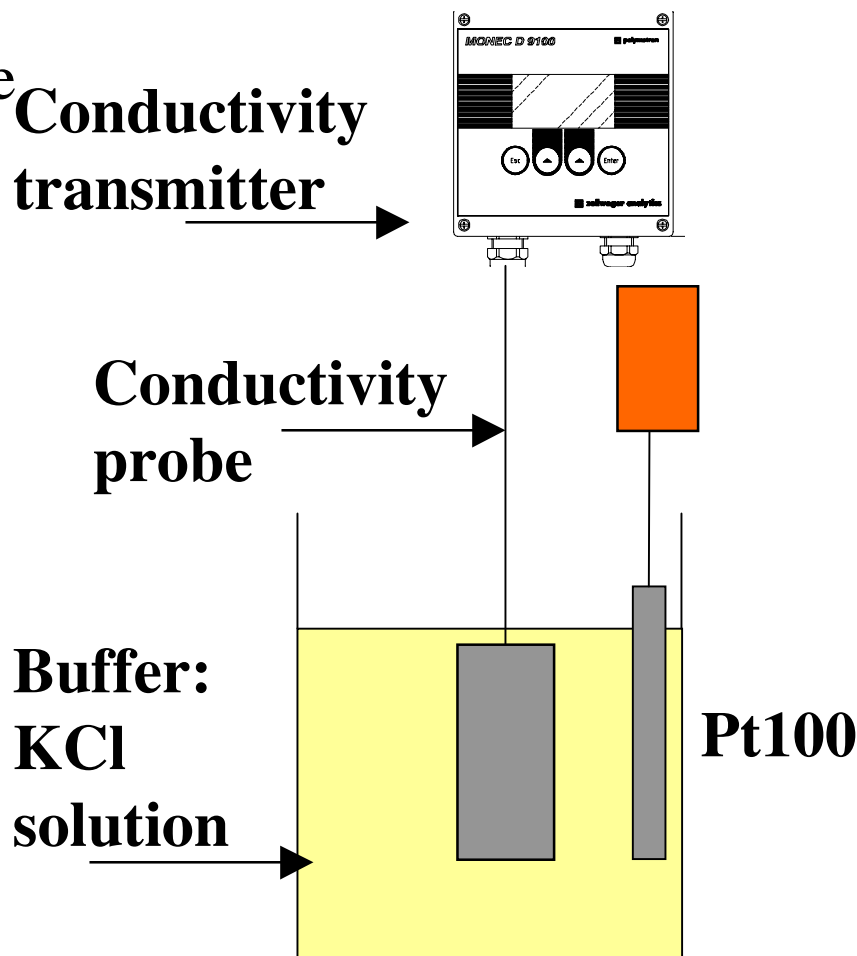 MONEC D 9100
polymetron
e
Conductivity
transmitter
Esc
Enter
zellweger analytics
Conductivity
probe
Buffer:
KCl
solution
Pt100